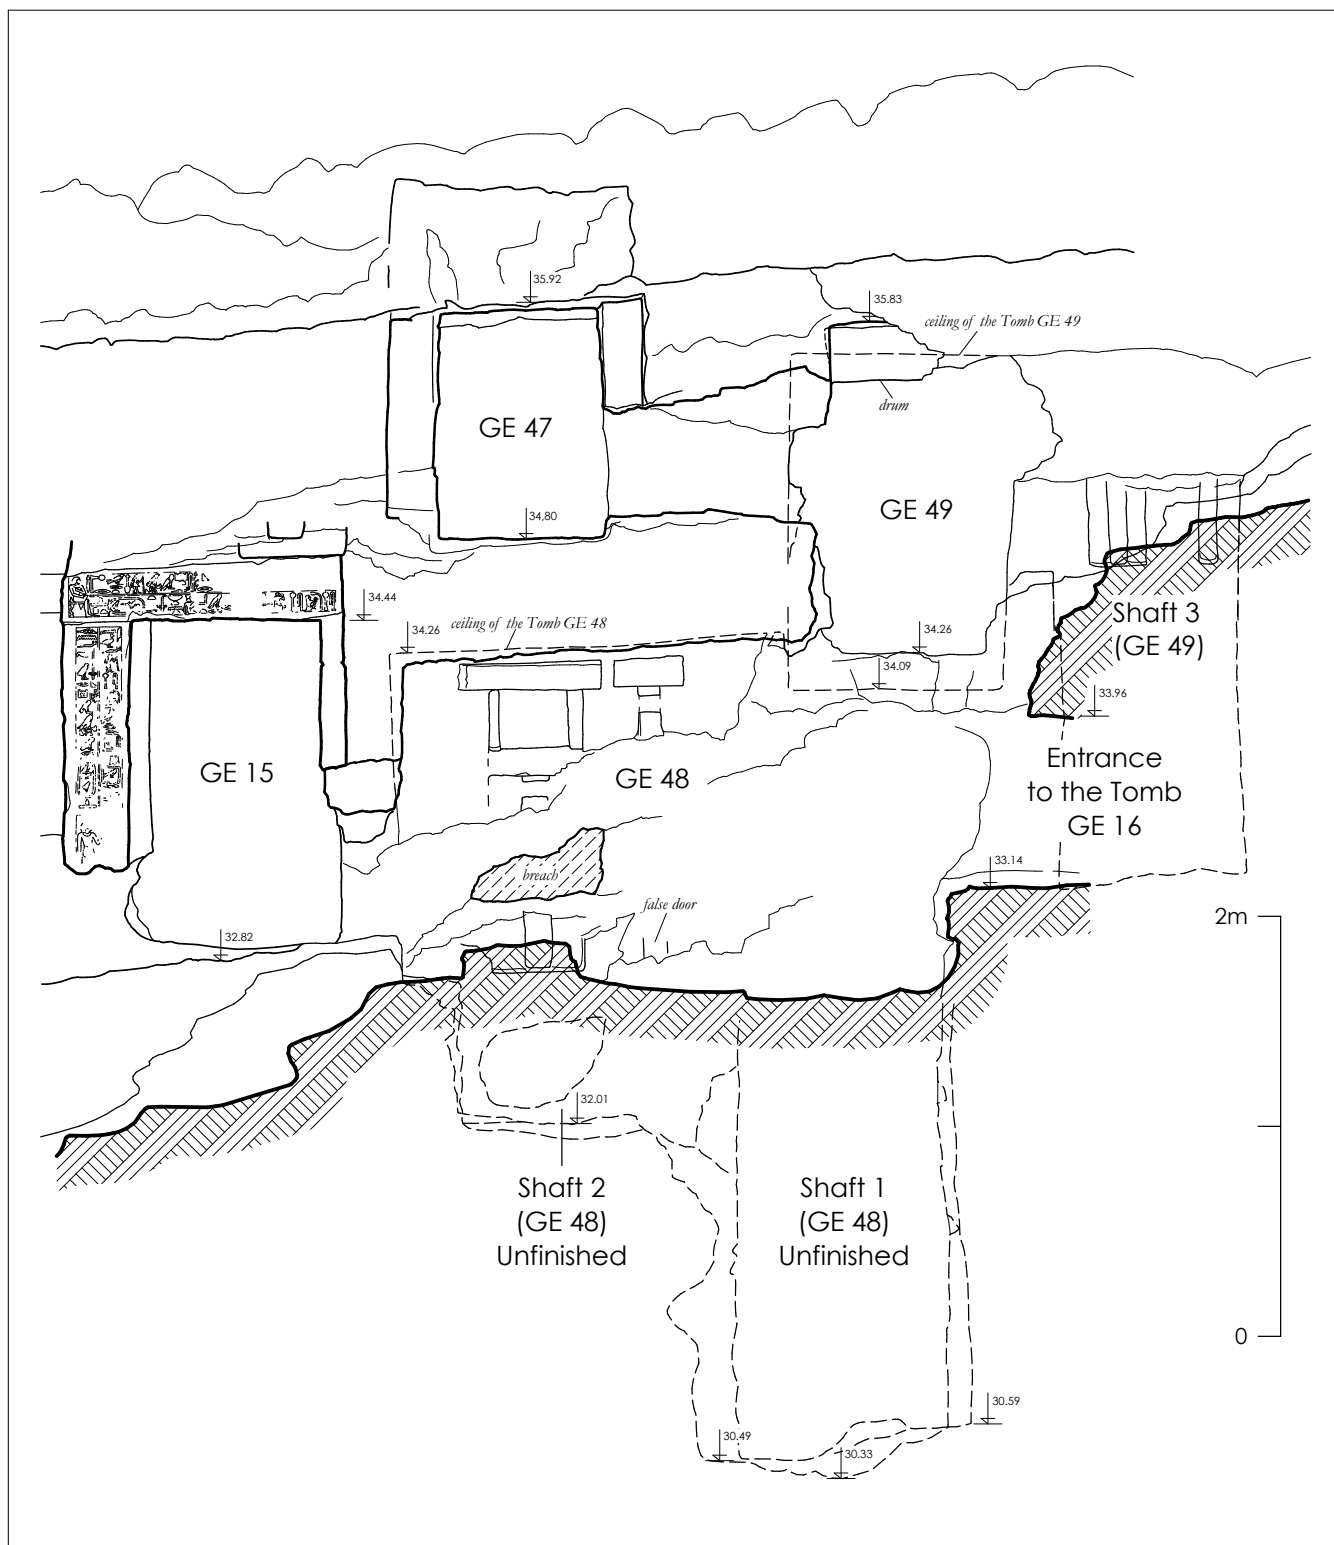 35.92
35.83
ceiling of the Tomb GE 49
drum
GE 47
GE 49
34,80
34.44
34.26
ceiling of the Tomb GE 48
34.26
34.09
Shaft 3
(GE 49)
33.96
GE 15
GE 48
Entrance
to the Tomb
GE 16
breach
33.14
false door
32.82
2m
32.01
Shaft 2
(GE 48)
Unfinished
Shaft 1
(GE 48)
Unfinished
0
30.59
30.49
30.33